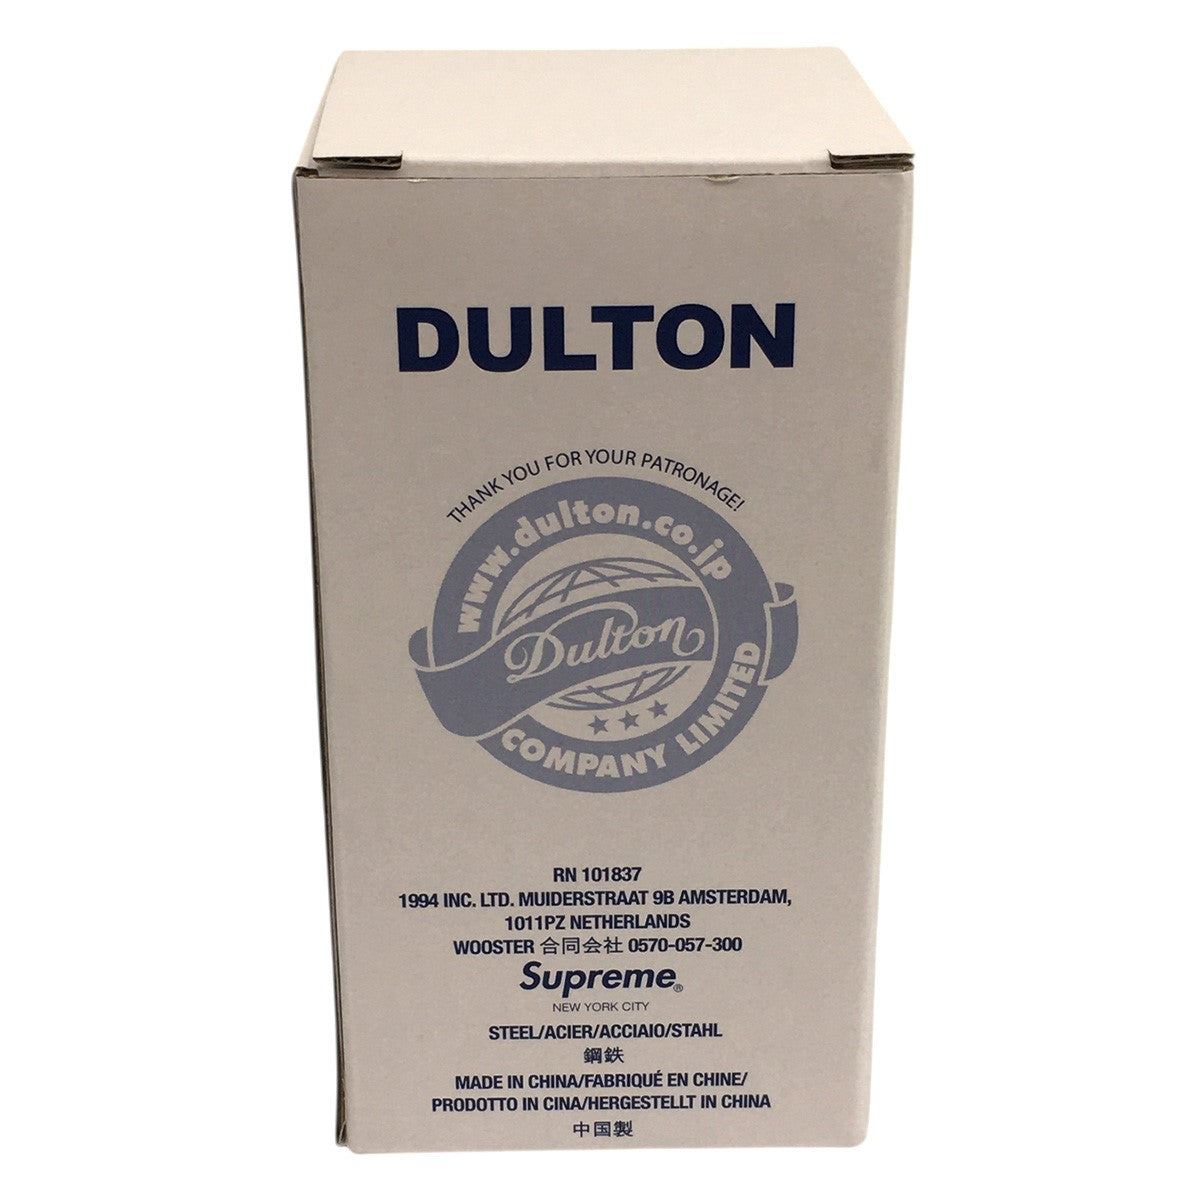 DULTON
THANK YOU FOR YOUR PATRONAGE!
www.dulton.co.jp
Dulton
COMPANY LIMITED
RN 101837
1994 INC. LTD. MUIDERSTRAAT 9B AMSTERDAM,
1011PZ NETHERLANDS
WOOSTER 合同会社 0570-057-300
Supreme®
NEW YORK CITY
STEEL/ACIER/ACCIAIO/STAHL
鋼鉄
MADE IN CHINA/FABRIQUÉ EN CHINE/
PRODOTTO IN CINA/HERGESTELLT IN CHINA
中国製